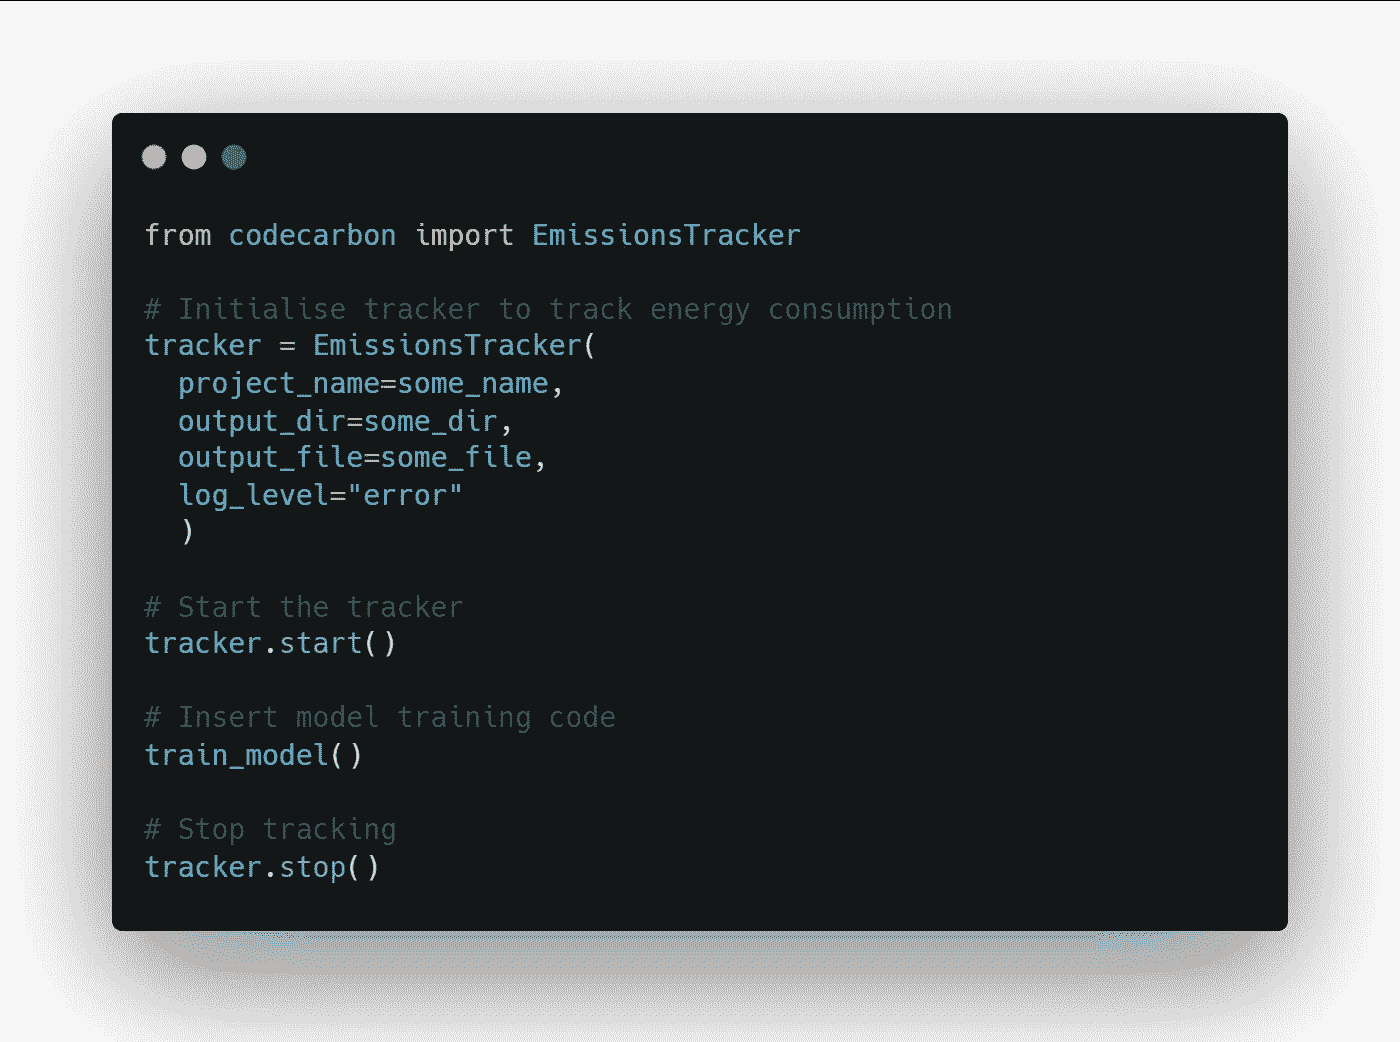 from codecarbon import EmissionsTracker
# Initialise tracker to track energy consumption
tracker = EmissionsTracker(
  project_name=some_name,
  output_dir=some_dir,
  output_file=some_file,
  log_level="error"
  )
# Start the tracker
tracker.start()
# Insert model training code
train_model()
# Stop tracking
tracker.stop()